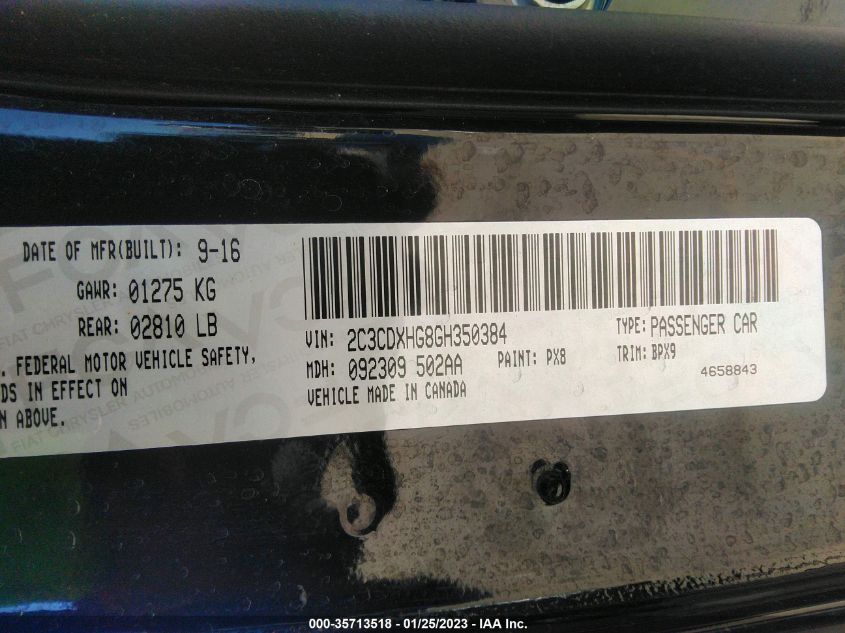 DATE OF MFR(BUILT): 9-16
GAWR: 01275 KG
REAR: 02810 LB
. FEDERAL MOTOR VEHICLE SAFETY,
DS IN EFFECT ON
N ABOVE.
VIN: 2C3CDXHG8GH350384 TYPE: PASSENGER CAR
MDH: 092309 502AA PAINT: PX8 TRIM: BPX9
VEHICLE MADE IN CANADA 4658843
000-35713518 - 01/25/2023 - IAA Inc.